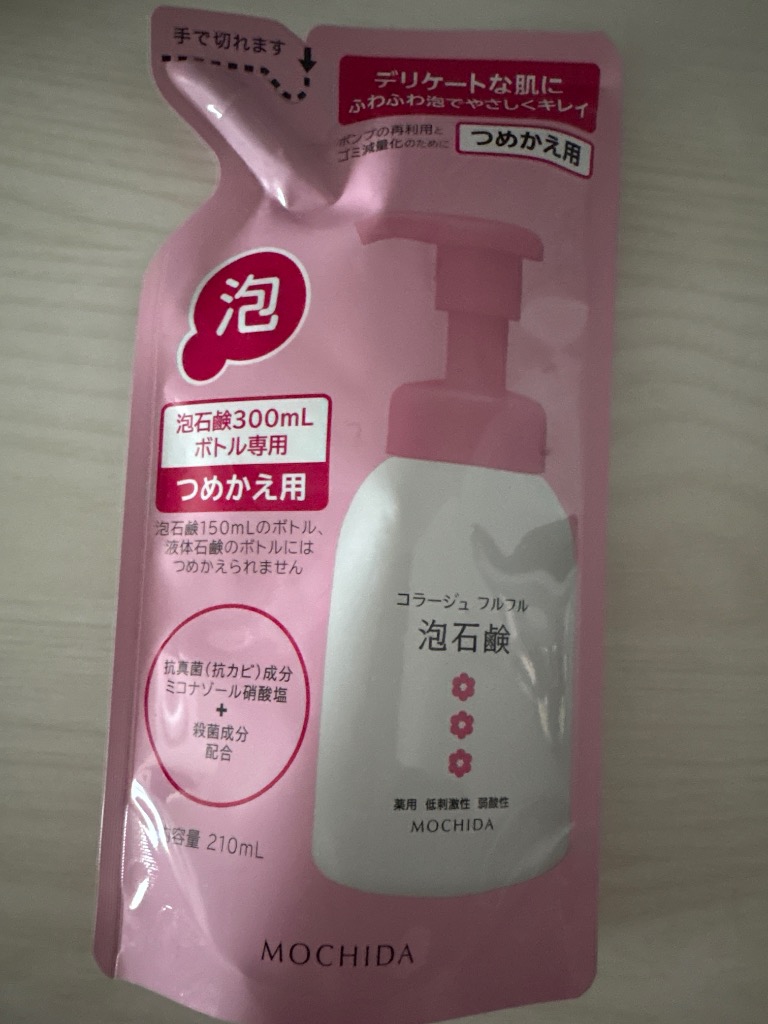 手で切れます
デリケートな肌に
ふわふわ泡でやさしくキレイ
ポンプの再利用と
ゴミ減量化のために
つめかえ用
泡
泡石鹸300mL
ボトル専用
つめかえ用
泡石鹸150mLのボトル、
液体石鹸のボトルには
つめかえられません
抗真菌(抗カビ)成分
ミコナゾール硝酸塩
+
殺菌成分
配合
内容量 210mL
コラージュ フルフル
泡石鹸
薬用 低刺激性 弱酸性
MOCHIDA
MOCHIDA